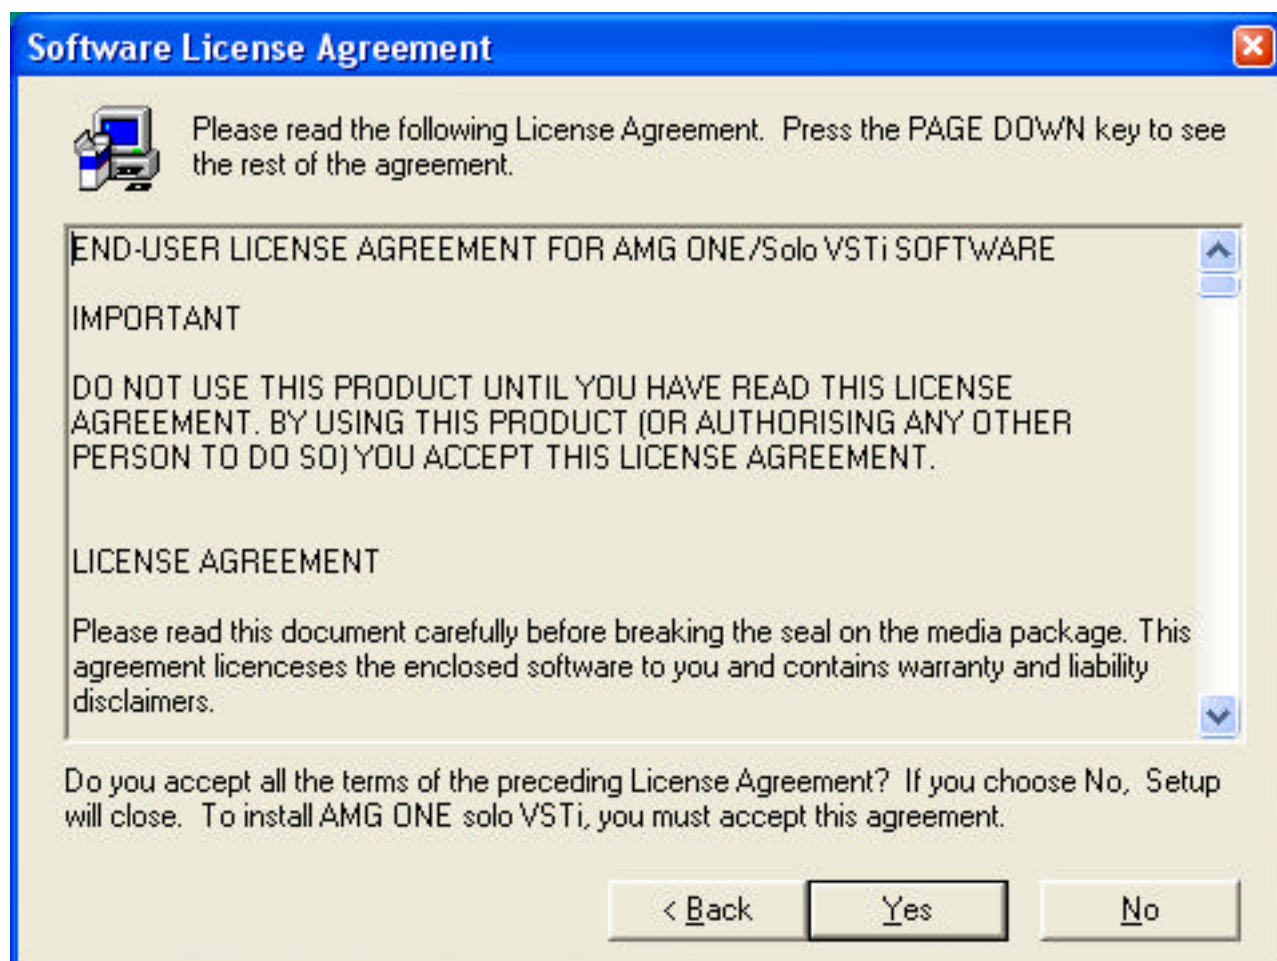 Software License Agreement
Please read the following License Agreement.  Press the PAGE DOWN key to see
the rest of the agreement.
END-USER LICENSE AGREEMENT FOR AMG ONE/Solo VSTi SOFTWARE
IMPORTANT
DO NOT USE THIS PRODUCT UNTIL YOU HAVE READ THIS LICENSE
AGREEMENT. BY USING THIS PRODUCT (OR AUTHORISING ANY OTHER
PERSON TO DO SO) YOU ACCEPT THIS LICENSE AGREEMENT.
LICENSE AGREEMENT
Please read this document carefully before breaking the seal on the media package. This
agreement licenceses the enclosed software to you and contains warranty and liability
disclaimers.
Do you accept all the terms of the preceding License Agreement?  If you choose No,  Setup
will close.  To install AMG ONE solo VSTi, you must accept this agreement.
< Back
Yes
No